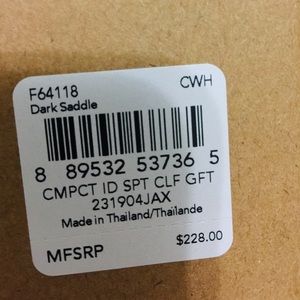 F64118 CWH
Dark Saddle
8 89532 53736 5
CMPCT ID SPT CLF GFT
231904JAX
Made in Thailand/Thaïlande
MFSRP $228.00